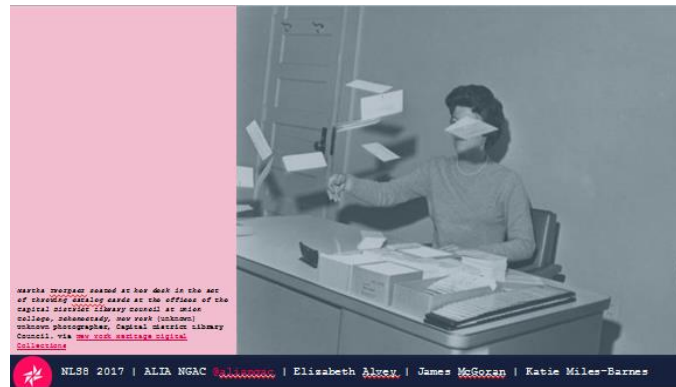 seated at her desk in the act
of throwing catalog cards at the offices of the
Capital District Library Council at Union
College, Schenectady, New York (unknown)
unknown photographer, Capital District Library
Council. via New York Heritage Digital
Collections
NLS8 2017 | ALIA NGAC @aliangac | Elizabeth Alvey | James McGoran | Katie Miles-Barnes